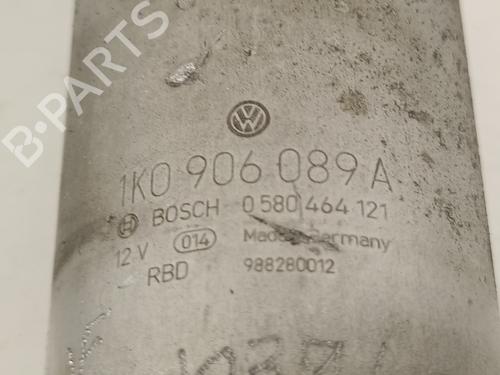 B-PARTS
1K0 906 089 A
BOSCH 0 580 464 121
12 V 014 Made in Germany
RBD 988280012